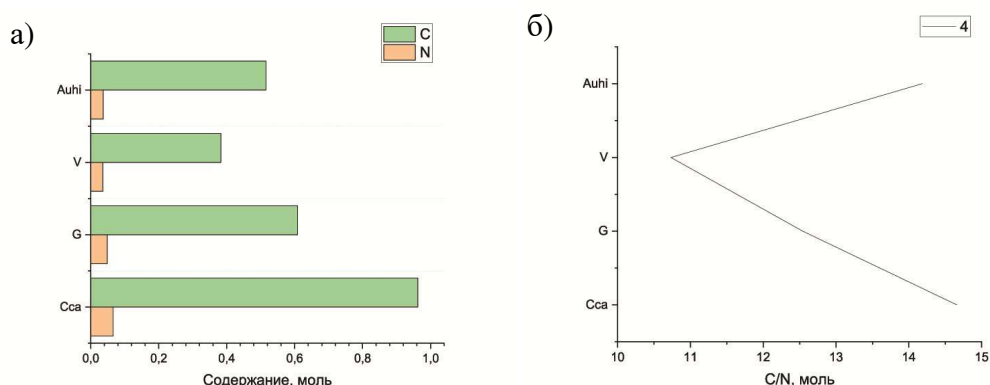 а)
C
N
Auhi
V
G
Cca
0,0 0,2 0,4 0,6 0,8 1,0
Содержание, моль
б)
4
Auhi
V
G
Cca
10 11 12 13 14 15
C/N, моль